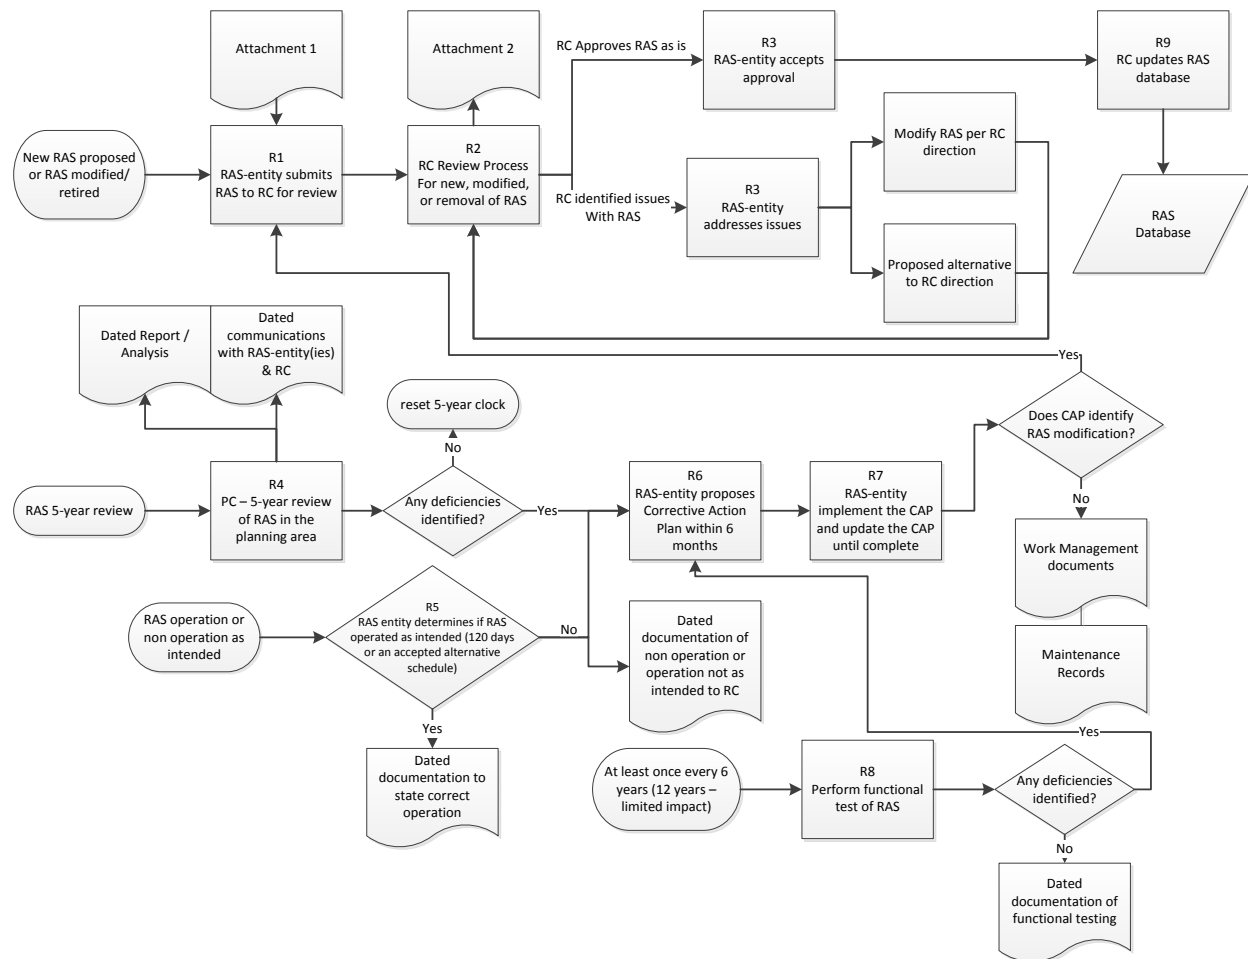 Attachment 1
Attachment 2
RC Approves RAS as is
R3
RAS-entity accepts
approval
R9
RC updates RAS
database
New RAS proposed
or RAS modified/
retired
R1
RAS-entity submits
RAS to RC for review
R2
RC Review Process
For new, modified,
or removal of RAS
RC identified issues
With RAS
R3
RAS-entity
addresses issues
Modify RAS per RC
direction
Proposed alternative
to RC direction
RAS
Database
Dated Report /
Analysis
Dated
communications
with RAS-entity(ies)
& RC
reset 5-year clock
No
Yes
Does CAP identify
RAS modification?
No
RAS 5-year review
R4
PC – 5-year review
of RAS in the
planning area
Any deficiencies
identified?
Yes
R6
RAS-entity proposes
Corrective Action
Plan within 6
months
R7
RAS-entity
implement the CAP
and update the CAP
until complete
Work Management
documents
Maintenance
Records
RAS operation or
non operation as
intended
R5
RAS entity determines if RAS
operated as intended (120 days
or an accepted alternative
schedule)
No
Yes
Dated
documentation of
non operation or
operation not as
intended to RC
Dated
documentation to
state correct
operation
At least once every 6
years (12 years –
limited impact)
R8
Perform functional
test of RAS
Any deficiencies
identified?
Yes
No
Dated
documentation of
functional testing